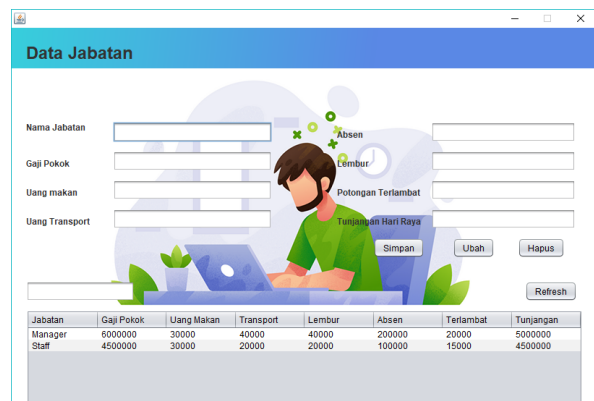 Data Jabatan
Nama Jabatan
Absen
Gaji Pokok
Lembur
Uang makan
Potongan Terlambat
Uang Transport
Tunjangan Hari Raya
Simpan Ubah Hapus
Refresh
Jabatan Gaji Pokok Uang Makan Transport Lembur Absen Terlambat Tunjangan
Manager 6000000 30000 40000 40000 200000 20000 5000000
Staff 4500000 30000 20000 20000 100000 15000 4500000